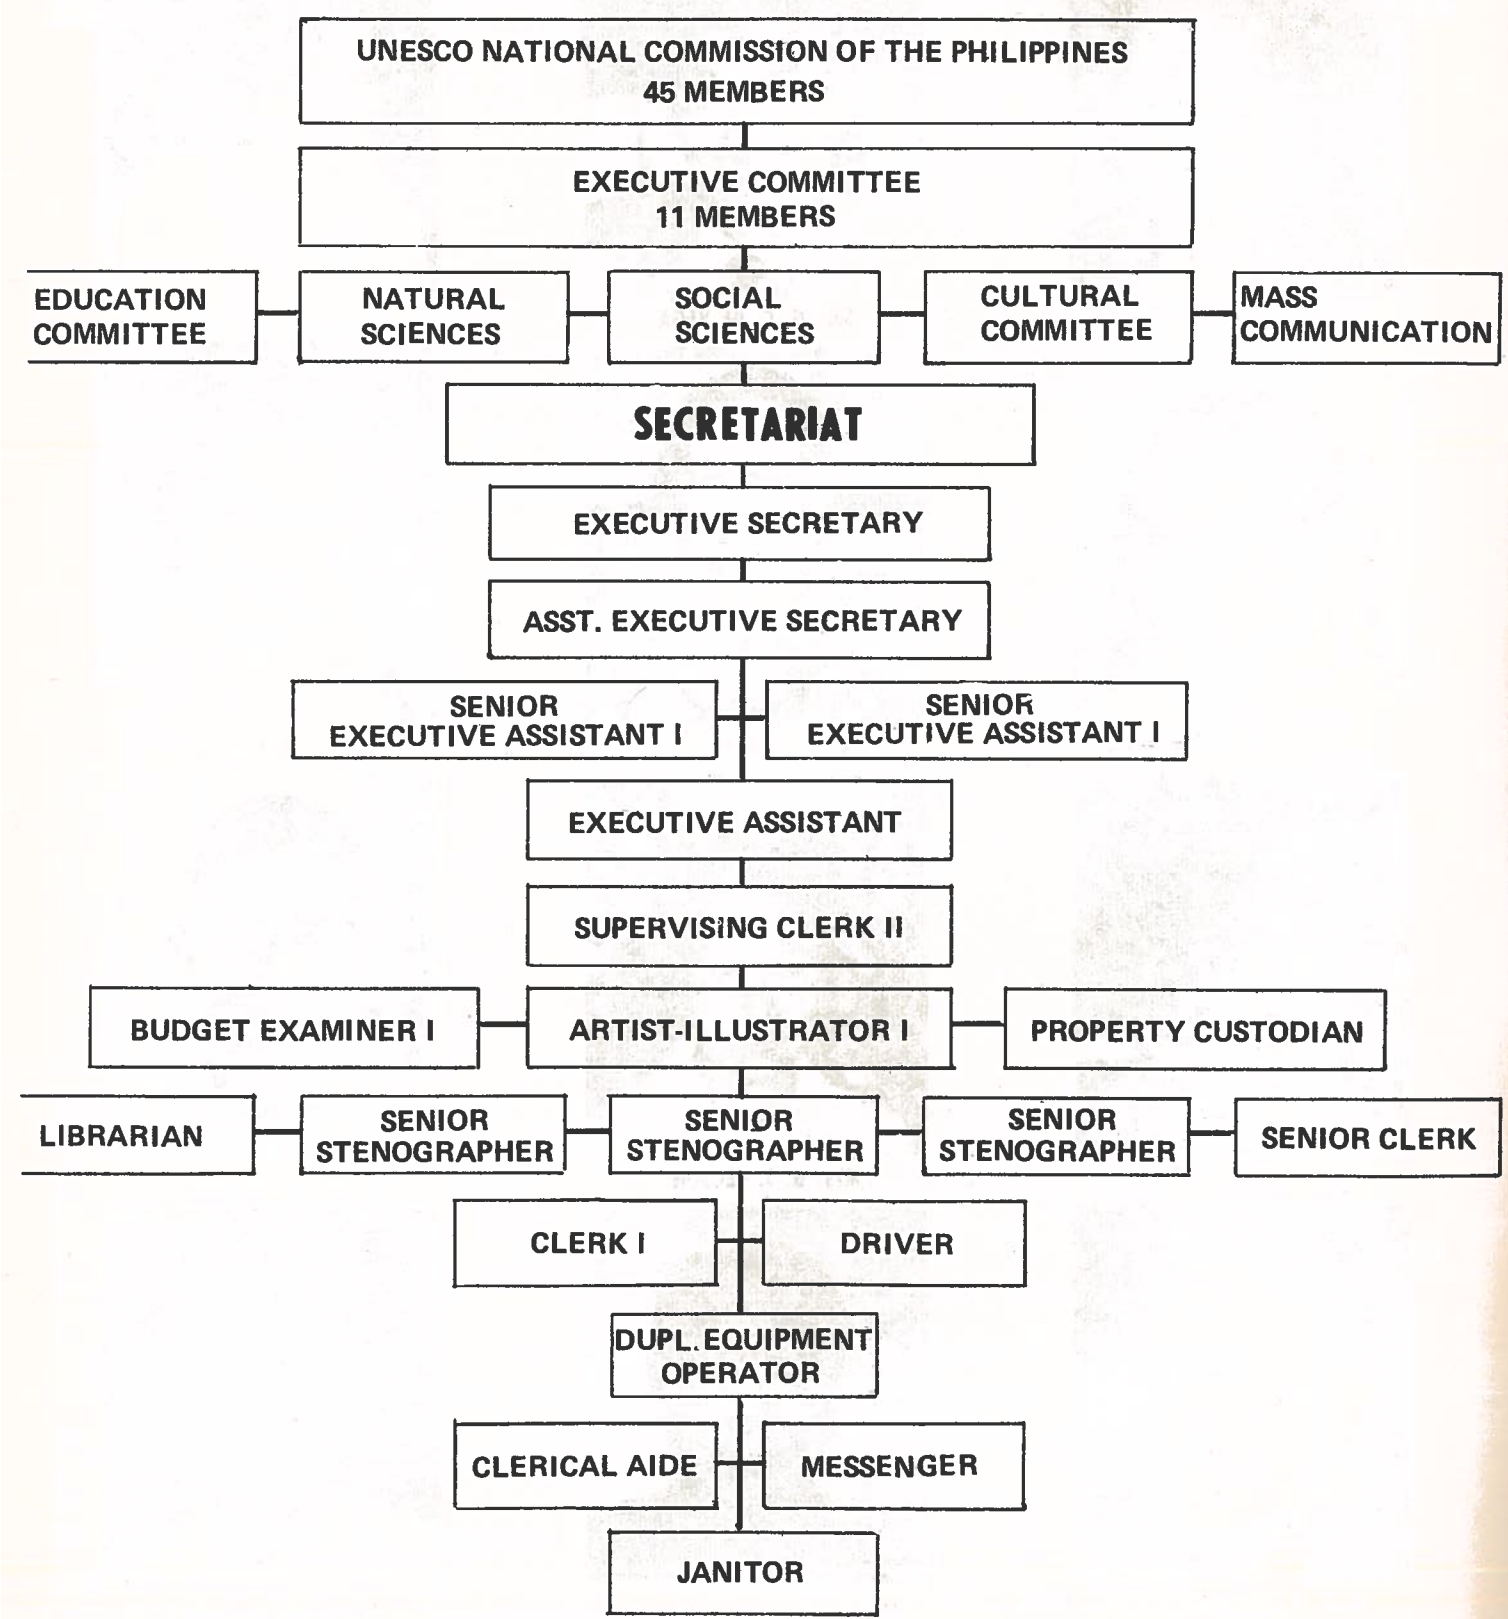 UNESCO NATIONAL COMMISSION OF THE PHILIPPINES
45 MEMBERS
EXECUTIVE COMMITTEE
11 MEMBERS
EDUCATION
COMMITTEE
NATURAL
SCIENCES
SOCIAL
SCIENCES
CULTURAL
COMMITTEE
MASS
COMMUNICATION
SECRETARIAT
EXECUTIVE SECRETARY
ASST. EXECUTIVE SECRETARY
SENIOR
EXECUTIVE ASSISTANT I
SENIOR
EXECUTIVE ASSISTANT I
EXECUTIVE ASSISTANT
SUPERVISING CLERK II
BUDGET EXAMINER I
ARTIST-ILLUSTRATOR I
PROPERTY CUSTODIAN
LIBRARIAN
SENIOR
STENOGRAPHER
SENIOR
STENOGRAPHER
SENIOR
STENOGRAPHER
SENIOR CLERK
CLERK I
DRIVER
DUPL. EQUIPMENT
OPERATOR
CLERICAL AIDE
MESSENGER
JANITOR